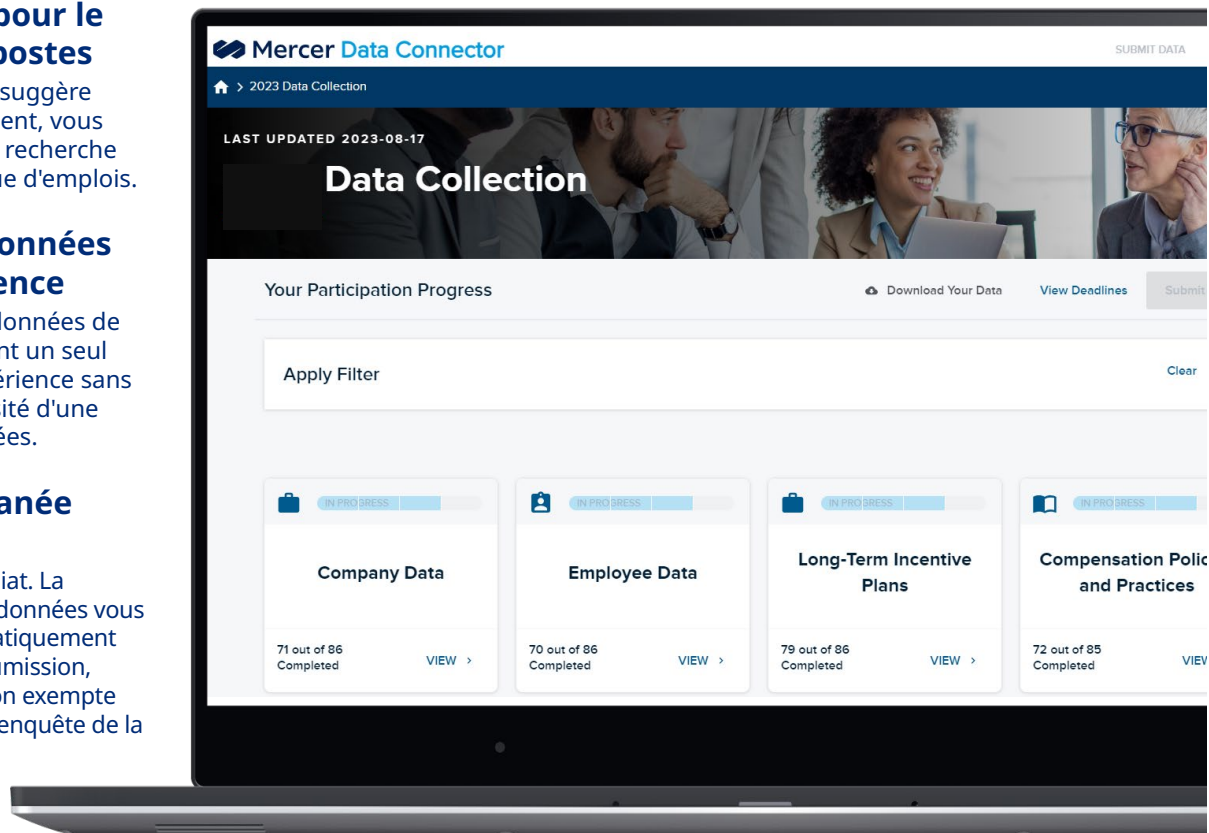 pour le
postes
suggère
ent, vous
recherche
ue d'emplois.
onnées
ence
données de
nt un seul
érience sans
sité d'une
ées.
anée
iat. La
données vous
atiquement
umission,
on exempte
enquête de la
Mercer Data Connector
SUBMIT DATA
> 2023 Data Collection
LAST UPDATED 2023-08-17
Data Collection
Your Participation Progress
Download Your Data
View Deadlines
Submit
Apply Filter
Clear
IN PROGRESS
Company Data
71 out of 86
Completed
VIEW >
IN PROGRESS
Employee Data
70 out of 86
Completed
VIEW >
IN PROGRESS
Long-Term Incentive
Plans
79 out of 86
Completed
VIEW >
IN PROGRESS
Compensation Polic
and Practices
72 out of 85
Completed
VIEW